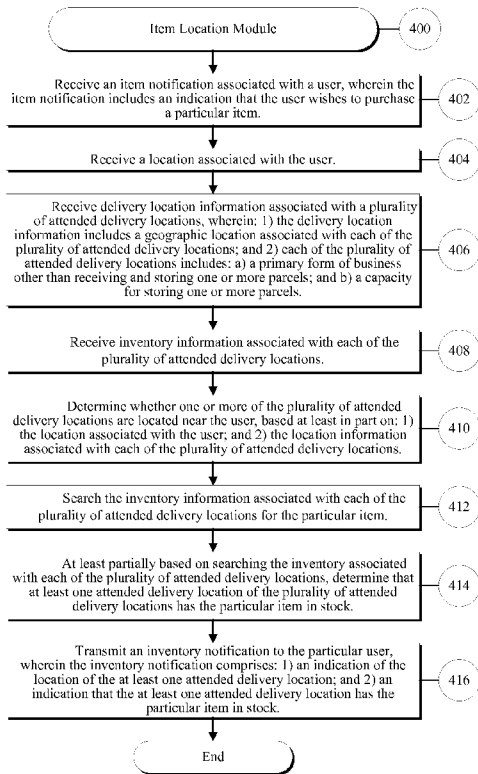 Item Location Module
400
Receive an item notification associated with a user, wherein the
item notification includes an indication that the user wishes to purchase
a particular item.
402
Receive a location associated with the user.
404
Receive delivery location information associated with a plurality
of attended delivery locations, wherein: 1) the delivery location
information includes a geographic location associated with each of the
plurality of attended delivery locations; and 2) each of the plurality of
attended delivery locations includes: a) a primary form of business
other than receiving and storing one or more parcels; and b) a capacity
for storing one or more parcels.
406
Receive inventory information associated with each of the
plurality of attended delivery locations.
408
Determine whether one or more of the plurality of attended
delivery locations are located near the user, based at least in part on: 1)
the location associated with the user; and 2) the location information
associated with each of the plurality of attended delivery locations.
410
Search the inventory information associated with each of the
plurality of attended delivery locations for the particular item.
412
At least partially based on searching the inventory associated
with each of the plurality of attended delivery locations, determine that
at least one attended delivery location of the plurality of attended
delivery locations has the particular item in stock.
414
Transmit an inventory notification to the particular user,
wherein the inventory notification comprises: 1) an indication of the
location of the at least one attended delivery location; and 2) an
indication that the at least one attended delivery location has the
particular item in stock.
416
End